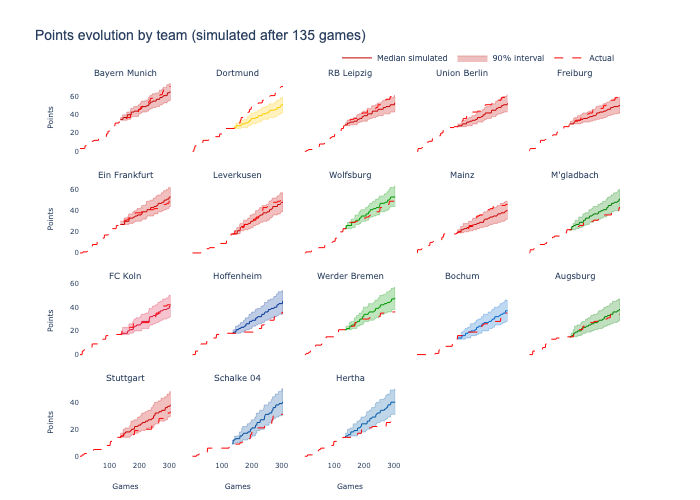 Points evolution by team (simulated after 135 games)
Median simulated 90% interval Actual
Bayern Munich Dortmund RB Leipzig Union Berlin Freiburg
Points
60
40
20
0
Ein Frankfurt Leverkusen Wolfsburg Mainz M'gladbach
Points
60
40
20
0
FC Koln Hoffenheim Werder Bremen Bochum Augsburg
Points
60
40
20
0
Stuttgart Schalke 04 Hertha
Points
40
20
0
100 200 300 100 200 300 100 200 300
Games Games Games